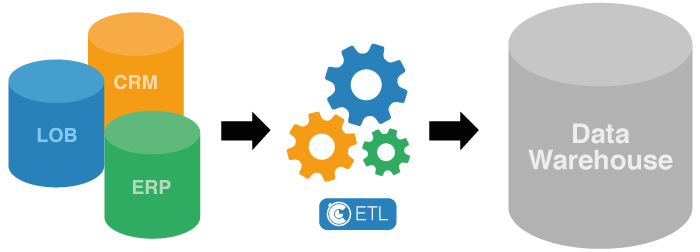 CRM
LOB
ERP
ETL
Data
Warehouse